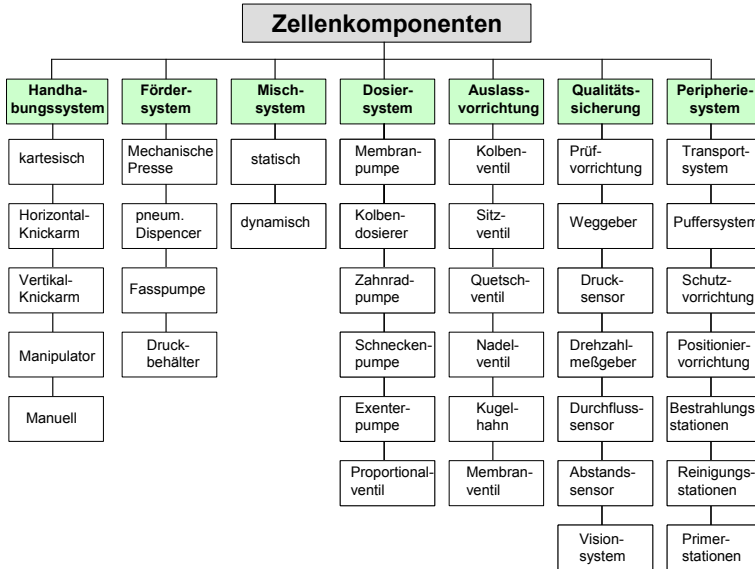 Zellenkomponenten
Handha-
bungssystem
Förder-
system
Misch-
system
Dosier-
system
Auslass-
vorrichtung
Qualitäts-
sicherung
Peripherie-
system
kartesisch
Horizontal-
Knickarm
Vertikal-
Knickarm
Manipulator
Manuell
Mechanische
Presse
pneum.
Dispencer
Fasspumpe
Druck-
behälter
statisch
dynamisch
Membran-
pumpe
Kolben-
dosierer
Zahnrad-
pumpe
Schnecken-
pumpe
Exenter-
pumpe
Proportional-
ventil
Kolben-
ventil
Sitz-
ventil
Quetsch-
ventil
Nadel-
ventil
Kugel-
hahn
Membran-
ventil
Prüf-
vorrichtung
Weggeber
Druck-
sensor
Drehzahl-
meßgeber
Durchfluss-
sensor
Abstands-
sensor
Vision-
system
Transport-
system
Puffersystem
Schutz-
vorrichtung
Positionier-
vorrichtung
Bestrahlungs
stationen
Reinigungs-
stationen
Primer-
stationen